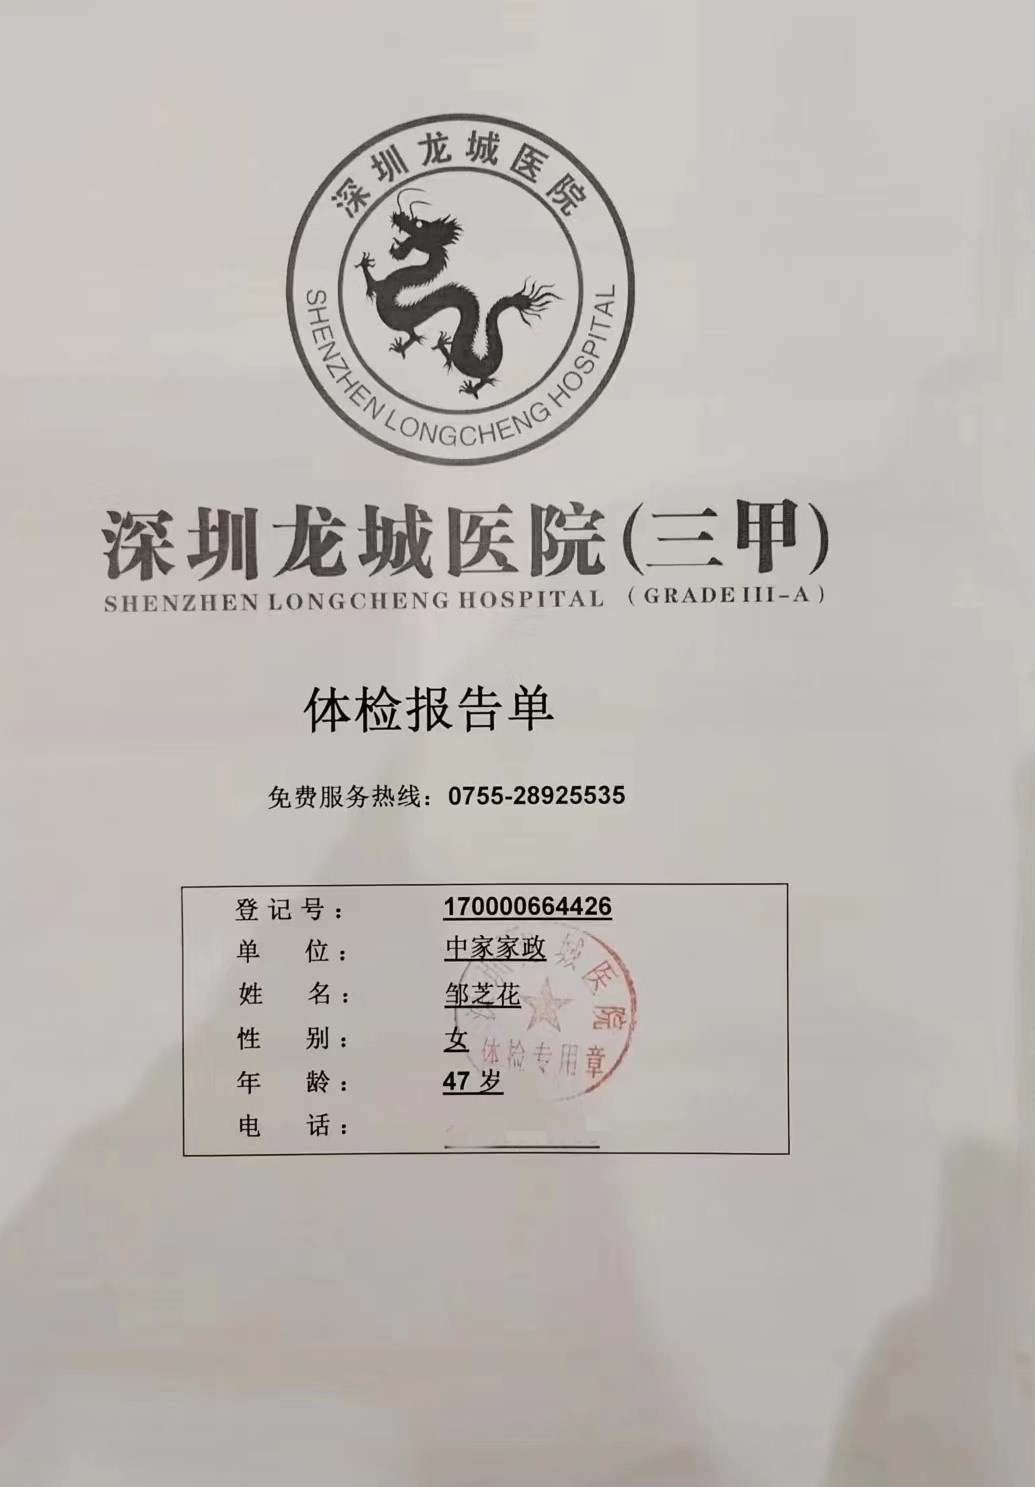 深圳龙城医院
SHENZHEN LONGCHENG HOSPITAL
深圳龙城医院(三甲)
SHENZHEN LONGCHENG HOSPITAL (GRADE III-A)
体检报告单
免费服务热线：0755-28925535
登记号：170000664426
单位：中家家政
姓名：邹芝花
性别：女
年龄：47 岁
电话：
医院
体检专用章